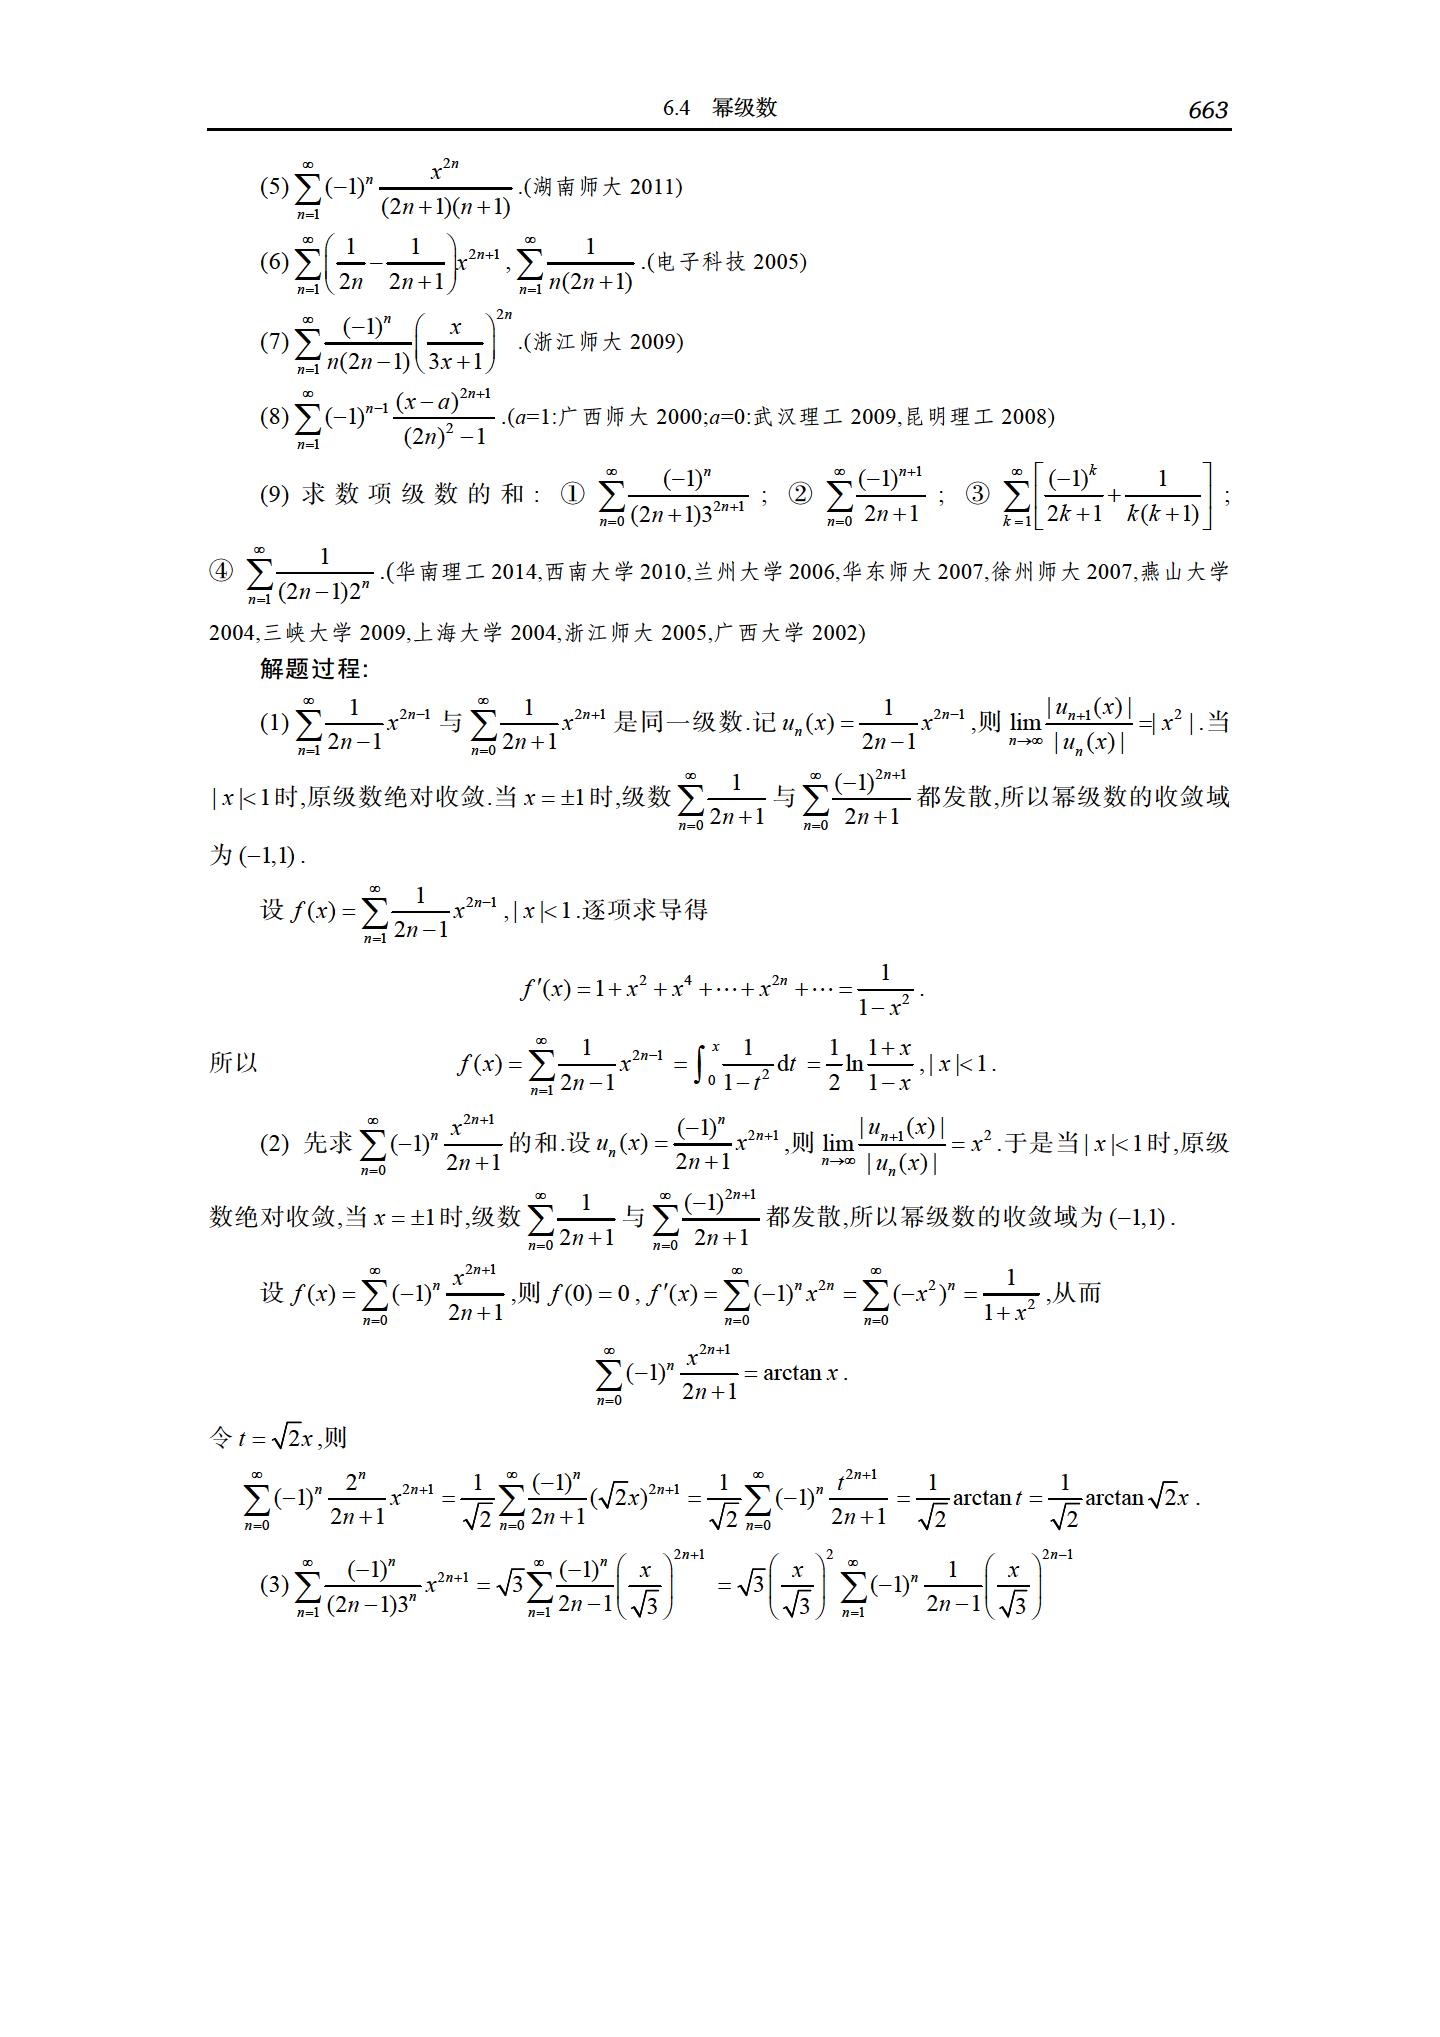 6.4 幂级数 663
(5) $\sum_{n=1}^{\infty}(-1)^n\frac{x^{2n}}{(2n+1)(n+1)}$.(湖南师大 2011)
(6) $\sum_{n=1}^{\infty}\left(\frac{1}{2n}-\frac{1}{2n+1}\right)x^{2n+1}$, $\sum_{n=1}^{\infty}\frac{1}{n(2n+1)}$.(电子科技 2005)
(7) $\sum_{n=1}^{\infty}\frac{(-1)^n}{n(2n-1)}\left(\frac{x}{3x+1}\right)^{2n}$.(浙江师大 2009)
(8) $\sum_{n=1}^{\infty}(-1)^{n-1}\frac{(x-a)^{2n+1}}{(2n)^2-1}$.(a=1:广西师大 2000;a=0:武汉理工 2009,昆明理工 2008)
(9) 求数项级数的和: ① $\sum_{n=0}^{\infty}\frac{(-1)^n}{(2n+1)3^{2n+1}}$; ② $\sum_{n=0}^{\infty}\frac{(-1)^{n+1}}{2n+1}$; ③ $\sum_{k=1}^{\infty}\left[\frac{(-1)^k}{2k+1}+\frac{1}{k(k+1)}\right]$;
④ $\sum_{n=1}^{\infty}\frac{1}{(2n-1)2^n}$.(华南理工 2014,西南大学 2010,兰州大学 2006,华东师大 2007,徐州师大 2007,燕山大学
2004,三峡大学 2009,上海大学 2004,浙江师大 2005,广西大学 2002)
解题过程:
(1) $\sum_{n=1}^{\infty}\frac{1}{2n-1}x^{2n-1}$ 与 $\sum_{n=0}^{\infty}\frac{1}{2n+1}x^{2n+1}$ 是同一级数.记 $u_n(x)=\frac{1}{2n-1}x^{2n-1}$,则 $\lim_{n\to\infty}\frac{|u_{n+1}(x)|}{|u_n(x)|}=|x^2|$.当
$|x|<1$时,原级数绝对收敛.当 $x=\pm1$时,级数 $\sum_{n=0}^{\infty}\frac{1}{2n+1}$ 与 $\sum_{n=0}^{\infty}\frac{(-1)^{2n+1}}{2n+1}$ 都发散,所以幂级数的收敛域
为 $(-1,1)$.
设 $f(x)=\sum_{n=1}^{\infty}\frac{1}{2n-1}x^{2n-1}$, $|x|<1$.逐项求导得
$f'(x)=1+x^2+x^4+\cdots+x^{2n}+\cdots=\frac{1}{1-x^2}$.
所以 $f(x)=\sum_{n=1}^{\infty}\frac{1}{2n-1}x^{2n-1}=\int_0^x\frac{1}{1-t^2}\mathrm{d}t=\frac{1}{2}\ln\frac{1+x}{1-x}$, $|x|<1$.
(2) 先求 $\sum_{n=0}^{\infty}(-1)^n\frac{x^{2n+1}}{2n+1}$ 的和.设 $u_n(x)=\frac{(-1)^n}{2n+1}x^{2n+1}$,则 $\lim_{n\to\infty}\frac{|u_{n+1}(x)|}{|u_n(x)|}=x^2$.于是当$|x|<1$时,原级
数绝对收敛,当 $x=\pm1$时,级数 $\sum_{n=0}^{\infty}\frac{1}{2n+1}$ 与 $\sum_{n=0}^{\infty}\frac{(-1)^{2n+1}}{2n+1}$ 都发散,所以幂级数的收敛域为 $(-1,1)$.
设 $f(x)=\sum_{n=0}^{\infty}(-1)^n\frac{x^{2n+1}}{2n+1}$,则 $f(0)=0$, $f'(x)=\sum_{n=0}^{\infty}(-1)^nx^{2n}=\sum_{n=0}^{\infty}(-x^2)^n=\frac{1}{1+x^2}$,从而
$\sum_{n=0}^{\infty}(-1)^n\frac{x^{2n+1}}{2n+1}=\arctan x$.
令 $t=\sqrt{2}x$,则
$\sum_{n=0}^{\infty}(-1)^n\frac{2^n}{2n+1}x^{2n+1}=\frac{1}{\sqrt{2}}\sum_{n=0}^{\infty}\frac{(-1)^n}{2n+1}(\sqrt{2}x)^{2n+1}=\frac{1}{\sqrt{2}}\sum_{n=0}^{\infty}(-1)^n\frac{t^{2n+1}}{2n+1}=\frac{1}{\sqrt{2}}\arctan t=\frac{1}{\sqrt{2}}\arctan\sqrt{2}x$.
(3) $\sum_{n=1}^{\infty}\frac{(-1)^n}{(2n-1)3^n}x^{2n+1}=\sqrt{3}\sum_{n=1}^{\infty}\frac{(-1)^n}{2n-1}\left(\frac{x}{\sqrt{3}}\right)^{2n+1}=\sqrt{3}\left(\frac{x}{\sqrt{3}}\right)^2\sum_{n=1}^{\infty}(-1)^n\frac{1}{2n-1}\left(\frac{x}{\sqrt{3}}\right)^{2n-1}$